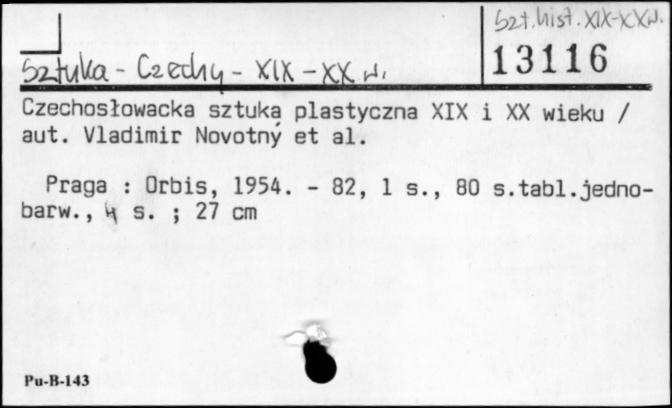 Szt. hist. XIX-XX w.
13116
Sztuka - Czechy - XIX - XX w.
Czechosłowacka sztuka plastyczna XIX i XX wieku /
aut. Vladimir Novotný et al.
Praga : Orbis, 1954. - 82, 1 s., 80 s.tabl.jedno-
barw., 4 s. ; 27 cm
Pu-B-143